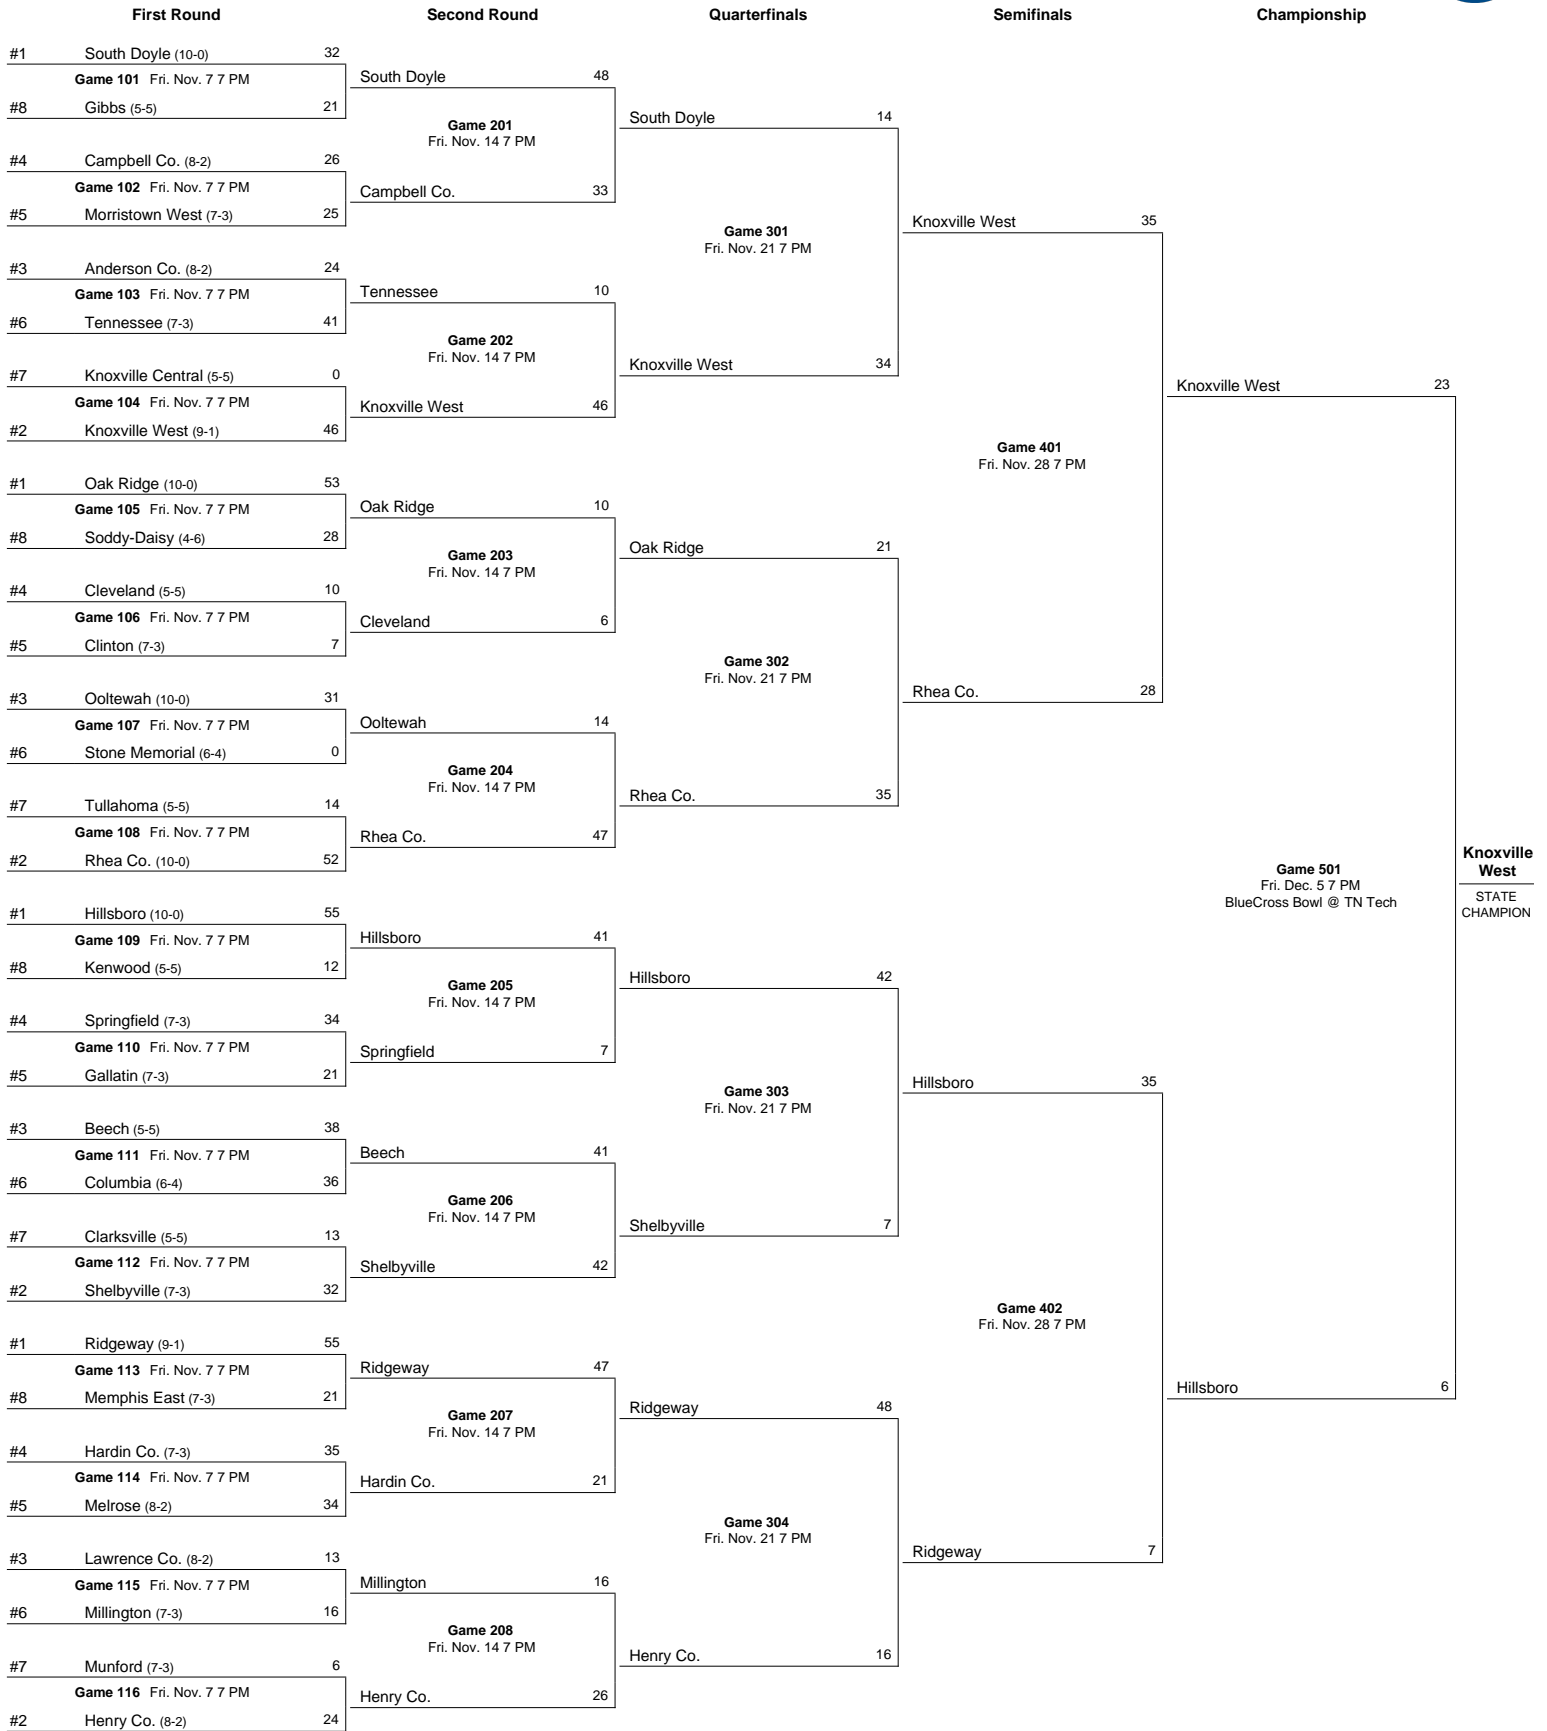 First Round
Second Round
Quarterfinals
Semifinals
Championship
#1 South Doyle (10-0) 32
Game 101 Fri. Nov. 7 7 PM
#8 Gibbs (5-5) 21
#4 Campbell Co. (8-2) 26
Game 102 Fri. Nov. 7 7 PM
#5 Morristown West (7-3) 25
#3 Anderson Co. (8-2) 24
Game 103 Fri. Nov. 7 7 PM
#6 Tennessee (7-3) 41
#7 Knoxville Central (5-5) 0
Game 104 Fri. Nov. 7 7 PM
#2 Knoxville West (9-1) 46
#1 Oak Ridge (10-0) 53
Game 105 Fri. Nov. 7 7 PM
#8 Soddy-Daisy (4-6) 28
#4 Cleveland (5-5) 10
Game 106 Fri. Nov. 7 7 PM
#5 Clinton (7-3) 7
#3 Ooltewah (10-0) 31
Game 107 Fri. Nov. 7 7 PM
#6 Stone Memorial (6-4) 0
#7 Tullahoma (5-5) 14
Game 108 Fri. Nov. 7 7 PM
#2 Rhea Co. (10-0) 52
#1 Hillsboro (10-0) 55
Game 109 Fri. Nov. 7 7 PM
#8 Kenwood (5-5) 12
#4 Springfield (7-3) 34
Game 110 Fri. Nov. 7 7 PM
#5 Gallatin (7-3) 21
#3 Beech (5-5) 38
Game 111 Fri. Nov. 7 7 PM
#6 Columbia (6-4) 36
#7 Clarksville (5-5) 13
Game 112 Fri. Nov. 7 7 PM
#2 Shelbyville (7-3) 32
#1 Ridgeway (9-1) 55
Game 113 Fri. Nov. 7 7 PM
#8 Memphis East (7-3) 21
#4 Hardin Co. (7-3) 35
Game 114 Fri. Nov. 7 7 PM
#5 Melrose (8-2) 34
#3 Lawrence Co. (8-2) 13
Game 115 Fri. Nov. 7 7 PM
#6 Millington (7-3) 16
#7 Munford (7-3) 6
Game 116 Fri. Nov. 7 7 PM
#2 Henry Co. (8-2) 24
South Doyle 48
Game 201
Fri. Nov. 14 7 PM
Campbell Co. 33
Tennessee 10
Game 202
Fri. Nov. 14 7 PM
Knoxville West 46
Oak Ridge 10
Game 203
Fri. Nov. 14 7 PM
Cleveland 6
Ooltewah 14
Game 204
Fri. Nov. 14 7 PM
Rhea Co. 47
Hillsboro 41
Game 205
Fri. Nov. 14 7 PM
Springfield 7
Beech 41
Game 206
Fri. Nov. 14 7 PM
Shelbyville 42
Ridgeway 47
Game 207
Fri. Nov. 14 7 PM
Hardin Co. 21
Millington 16
Game 208
Fri. Nov. 14 7 PM
Henry Co. 26
South Doyle 14
Game 301
Fri. Nov. 21 7 PM
Knoxville West 34
Oak Ridge 21
Game 302
Fri. Nov. 21 7 PM
Rhea Co. 35
Hillsboro 42
Game 303
Fri. Nov. 21 7 PM
Shelbyville 7
Ridgeway 48
Game 304
Fri. Nov. 21 7 PM
Henry Co. 16
Knoxville West 35
Game 401
Fri. Nov. 28 7 PM
Rhea Co. 28
Hillsboro 35
Game 402
Fri. Nov. 28 7 PM
Ridgeway 7
Knoxville West 23
Game 501
Fri. Dec. 5 7 PM
BlueCross Bowl @ TN Tech
Hillsboro 6
Knoxville
West
STATE
CHAMPION